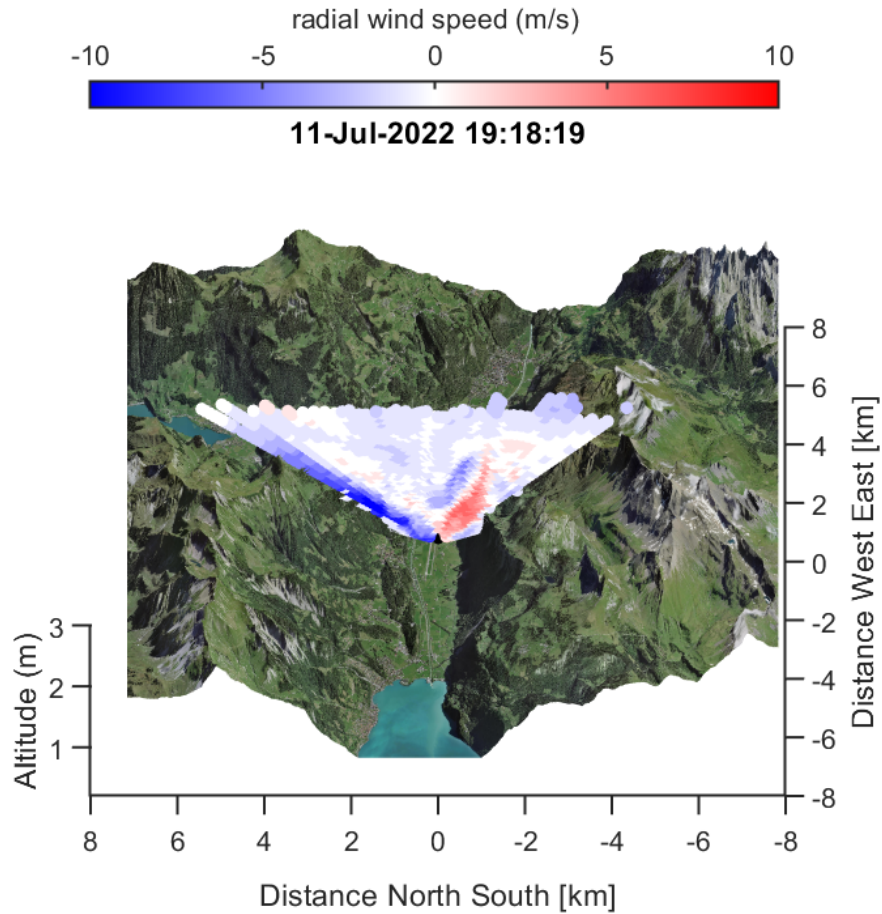 radial wind speed (m/s)
-10 -5 0 5 10
11-Jul-2022 19:18:19
8
6
4
2
0
-2
-4
-6
-8
Distance West East [km]
3
2
1
Altitude (m)
8 6 4 2 0 -2 -4 -6 -8
Distance North South [km]